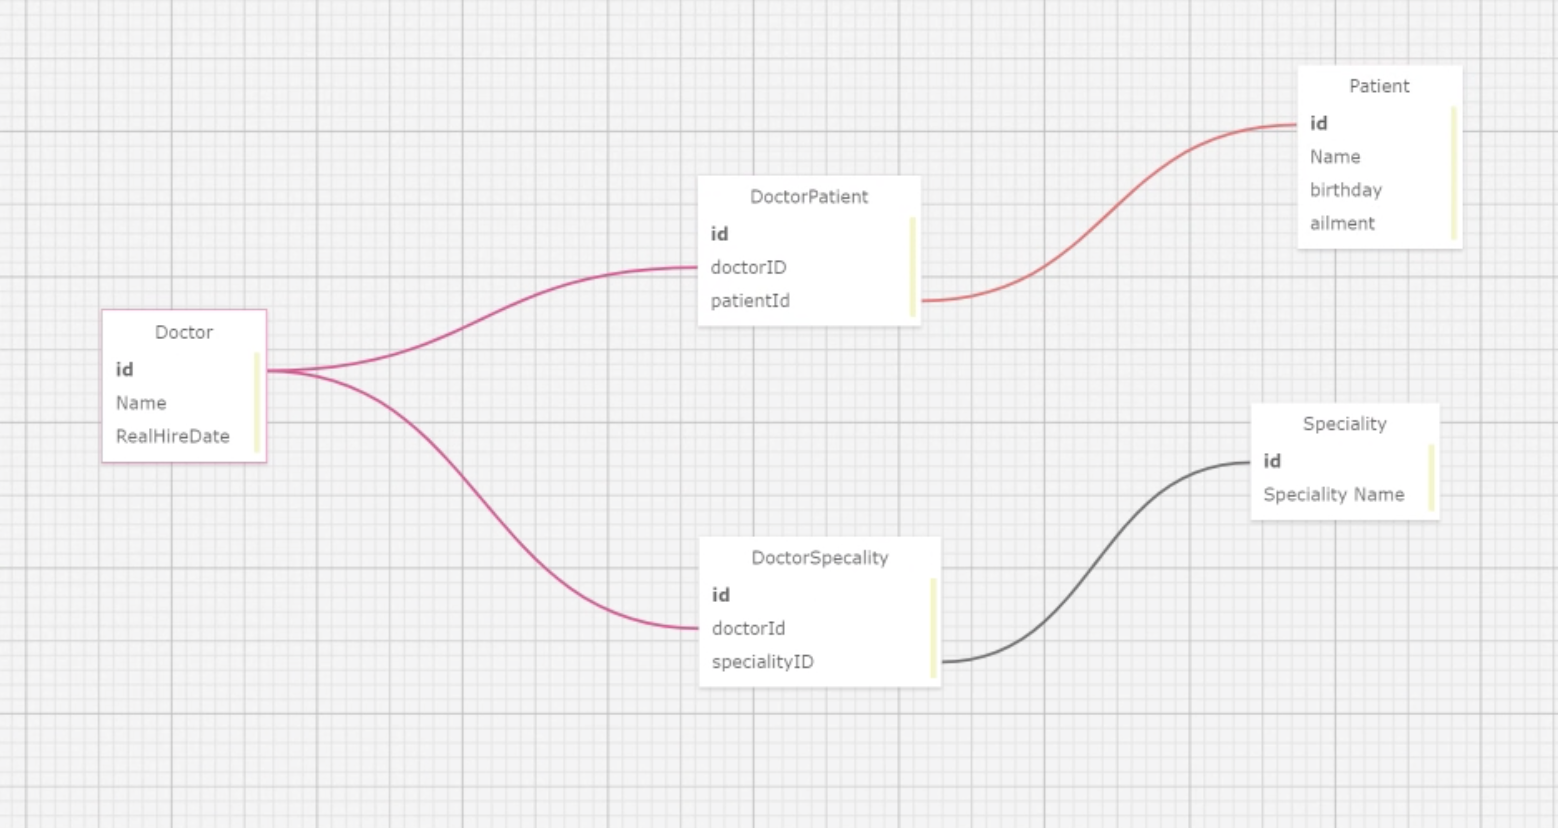 Doctor
id
Name
RealHireDate
DoctorPatient
id
doctorID
patientId
DoctorSpecality
id
doctorId
specialityID
Patient
id
Name
birthday
ailment
Speciality
id
Speciality Name